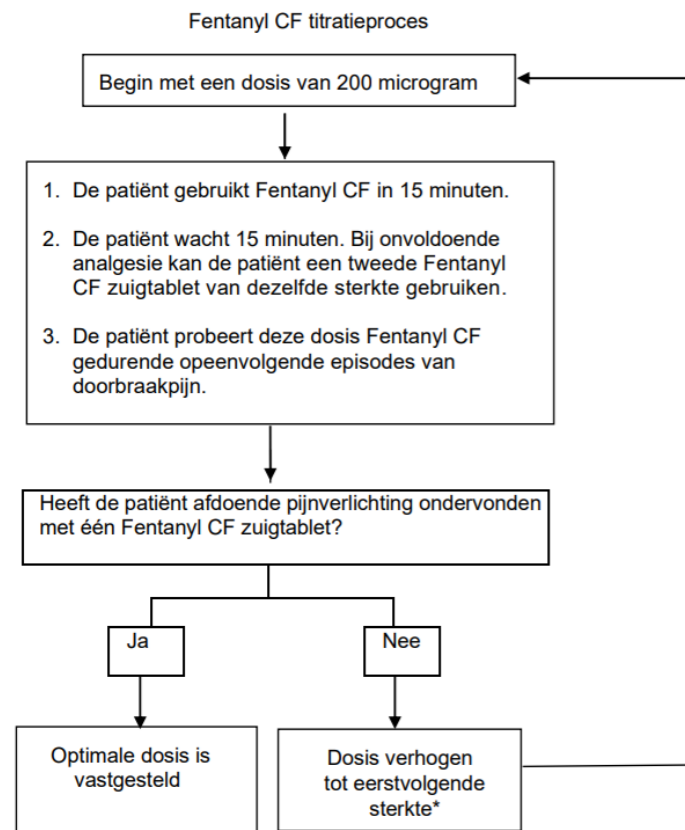 Fentanyl CF titratieproces
Begin met een dosis van 200 microgram
1. De patiënt gebruikt Fentanyl CF in 15 minuten.
2. De patiënt wacht 15 minuten. Bij onvoldoende
analgesie kan de patiënt een tweede Fentanyl
CF zuigtablet van dezelfde sterkte gebruiken.
3. De patiënt probeert deze dosis Fentanyl CF
gedurende opeenvolgende episodes van
doorbraakpijn.
Heeft de patiënt afdoende pijnverlichting ondervonden
met één Fentanyl CF zuigtablet?
Ja
Nee
Optimale dosis is
vastgesteld
Dosis verhogen
tot eerstvolgende
sterkte*